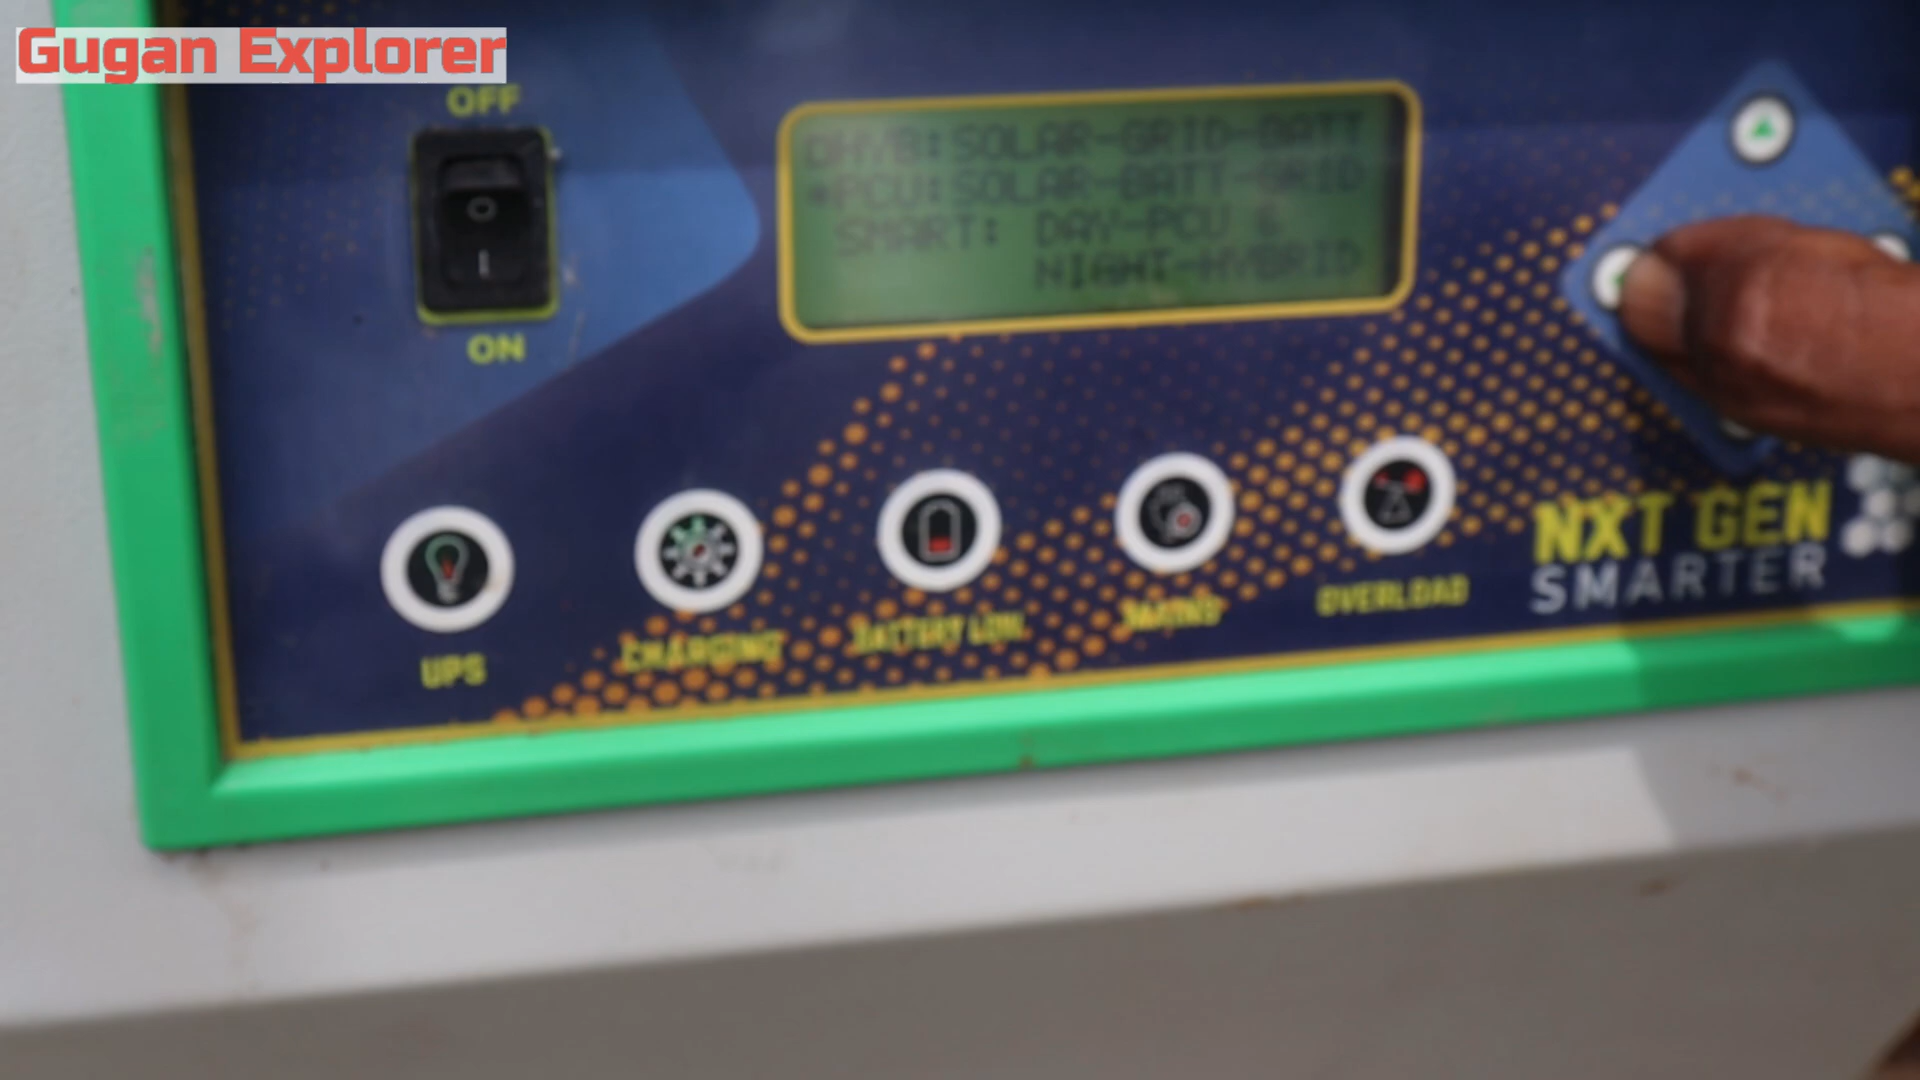 Gugan Explorer
OFF
HYB:SOLAR-GRID-BATT
*PCU:SOLAR-BATT-GRID
SMART: DAY-PCU &
NIGHT-HYBRID
ON
UPS
CHARGING
BATTERY LOW
MAINS
OVERLOAD
NXT GEN
SMARTER